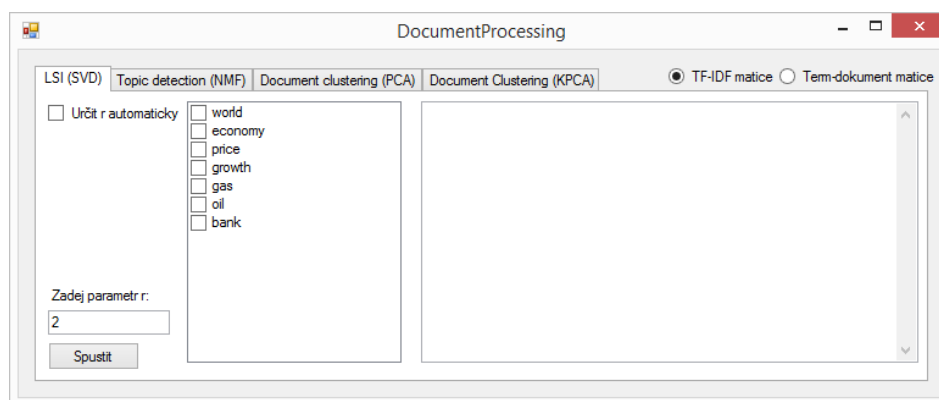 DocumentProcessing
LSI (SVD) Topic detection (NMF) Document clustering (PCA) Document Clustering (KPCA) TF-IDF matice Term-dokument matice
Určit r automaticky
world
economy
price
growth
gas
oil
bank
Zadej parametr r:
2
Spustit